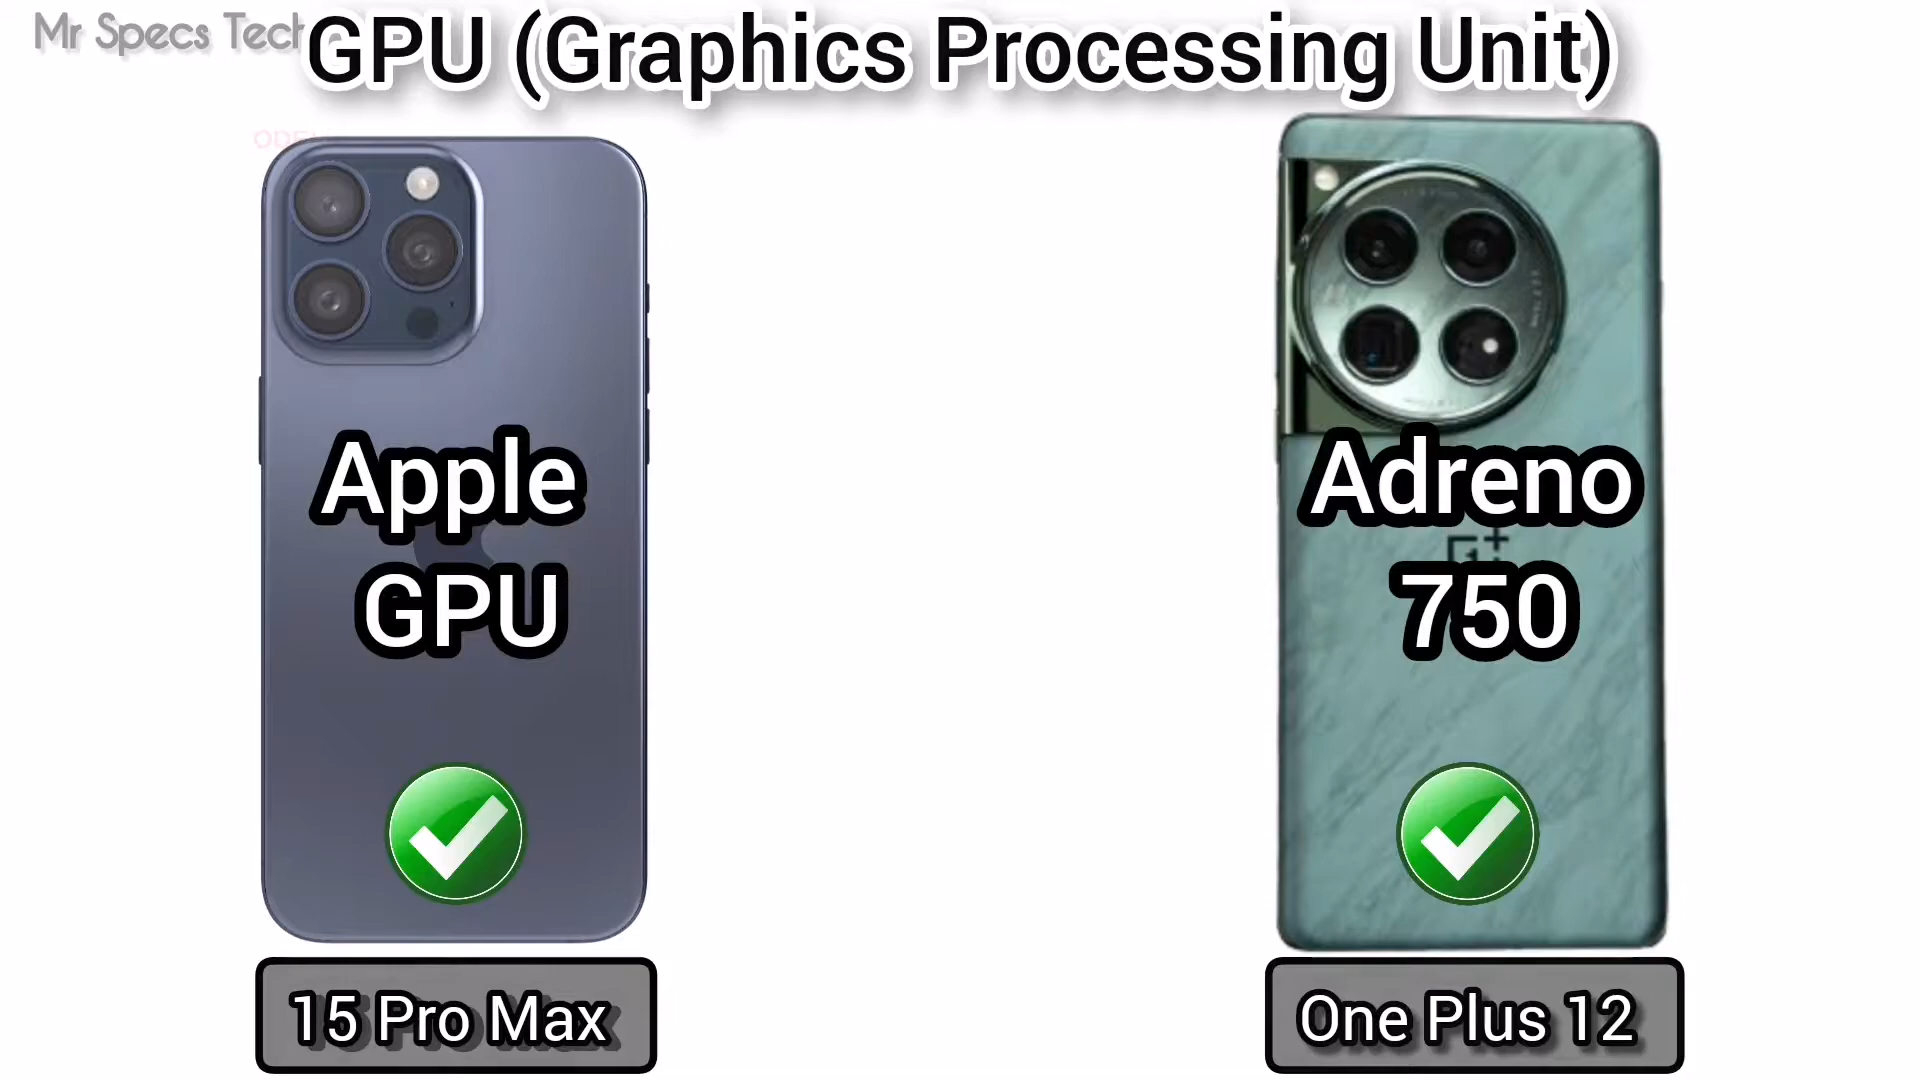 Mr Specs Tech
GPU (Graphics Processing Unit)
Apple
GPU
Adreno
750
15 Pro Max
One Plus 12